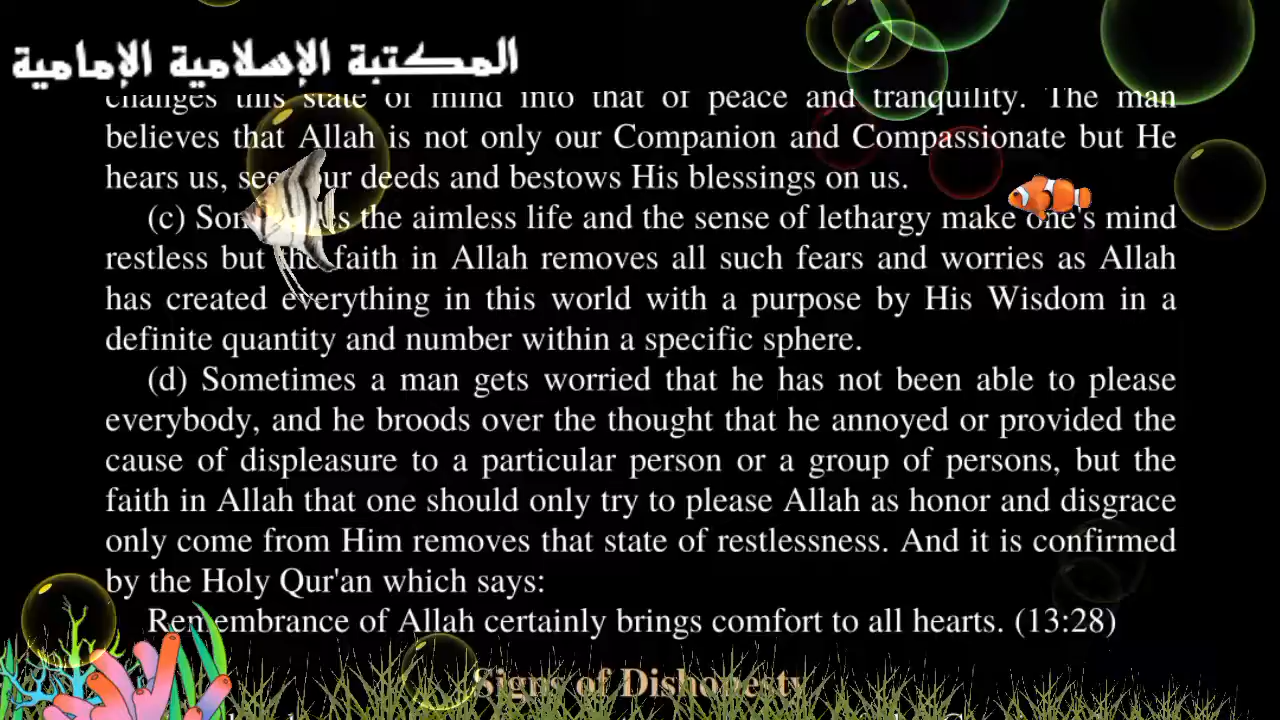 المكتبة الإسلامية الإمامية
changes this state of mind into that of peace and tranquility. The man
believes that Allah is not only our Companion and Compassionate but He
hears us, sees our deeds and bestows His blessings on us.
(c) Sometimes the aimless life and the sense of lethargy make one's mind
restless but the faith in Allah removes all such fears and worries as Allah
has created everything in this world with a purpose by His Wisdom in a
definite quantity and number within a specific sphere.
(d) Sometimes a man gets worried that he has not been able to please
everybody, and he broods over the thought that he annoyed or provided the
cause of displeasure to a particular person or a group of persons, but the
faith in Allah that one should only try to please Allah as honor and disgrace
only come from Him removes that state of restlessness. And it is confirmed
by the Holy Qur'an which says:
Remembrance of Allah certainly brings comfort to all hearts. (13:28)
Signs of Dishonesty